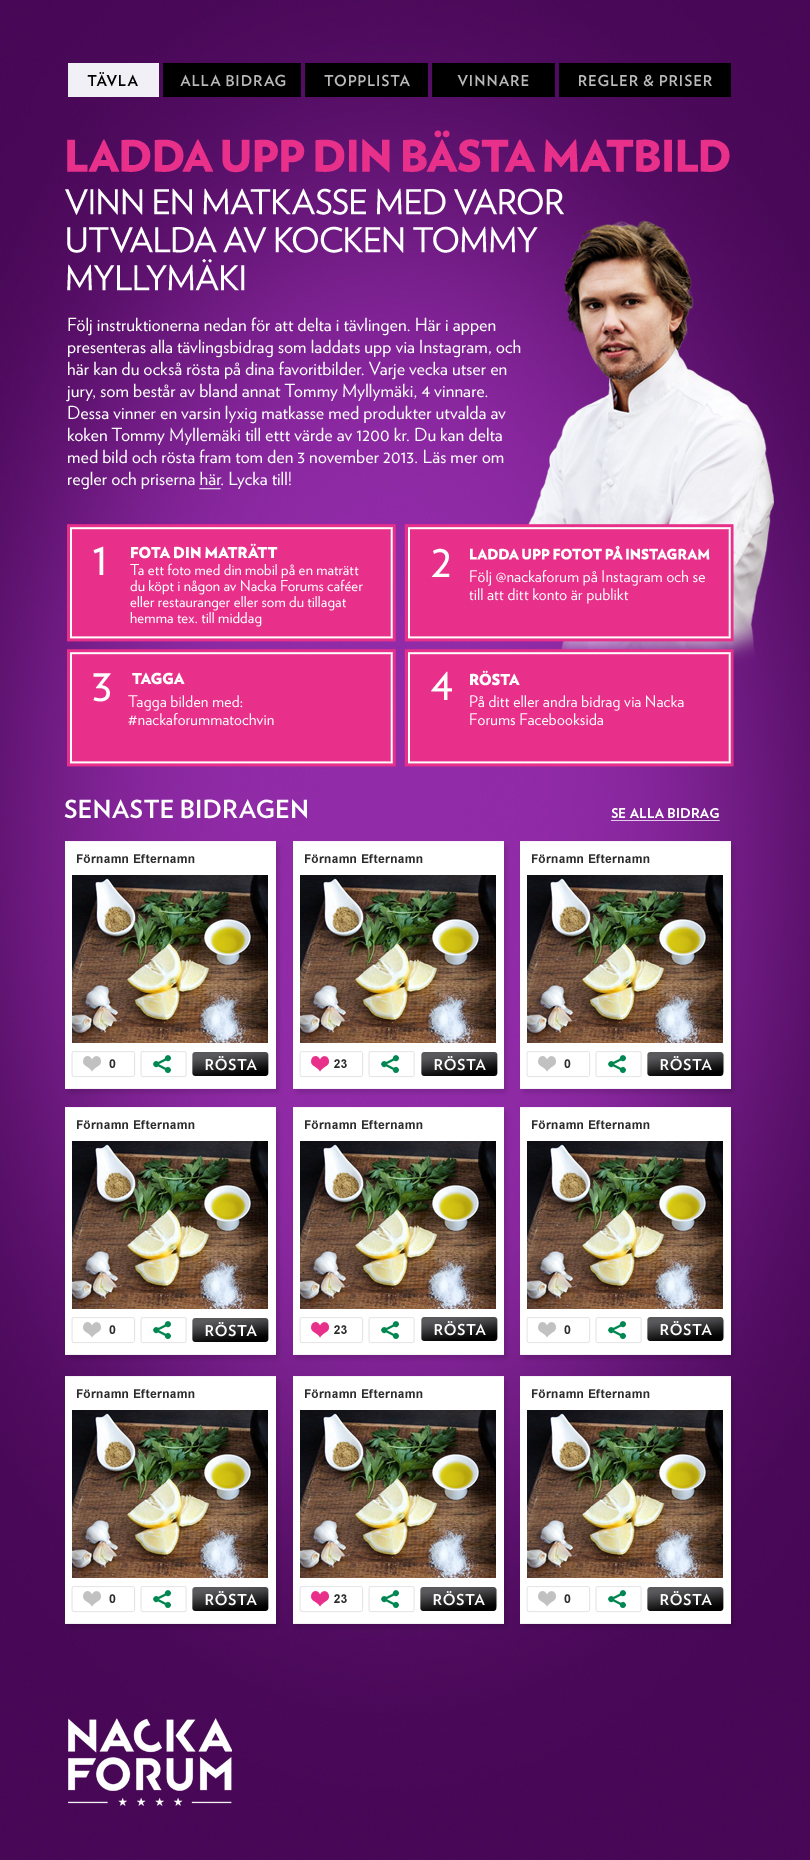 TÄVLA
ALLA BIDRAG
TOPPLISTA
VINNARE
REGLER & PRISER
LADDA UPP DIN BÄSTA MATBILD
VINN EN MATKASSE MED VAROR
UTVALDA AV KOCKEN TOMMY
MYLLYMÄKI
Följ instruktionerna nedan för att delta i tävlingen. Här i appen
presenteras alla tävlingsbidrag som laddats upp via Instagram, och
här kan du också rösta på dina favoritbilder. Varje vecka utser en
jury, som består av bland annat Tommy Myllymäki, 4 vinnare.
Dessa vinner en varsin lyxig matkasse med produkter utvalda av
koken Tommy Myllemäki till ettt värde av 1200 kr. Du kan delta
med bild och rösta fram tom den 3 november 2013. Läs mer om
regler och priserna här. Lycka till!
1
FOTA DIN MATRÄTT
Ta ett foto med din mobil på en maträtt
du köpt i någon av Nacka Forums caféer
eller restauranger eller som du tillagat
hemma tex. till middag
2
LADDA UPP FOTOT PÅ INSTAGRAM
Följ @nackaforum på Instagram och se
till att ditt konto är publikt
3
TAGGA
Tagga bilden med:
#nackaforummatochvin
4
RÖSTA
På ditt eller andra bidrag via Nacka
Forums Facebooksida
SENASTE BIDRAGEN
SE ALLA BIDRAG
Förnamn Efternamn
Förnamn Efternamn
Förnamn Efternamn
0 RÖSTA
23 RÖSTA
0 RÖSTA
Förnamn Efternamn
Förnamn Efternamn
Förnamn Efternamn
0 RÖSTA
23 RÖSTA
0 RÖSTA
Förnamn Efternamn
Förnamn Efternamn
Förnamn Efternamn
0 RÖSTA
23 RÖSTA
0 RÖSTA
NACKA
FORUM